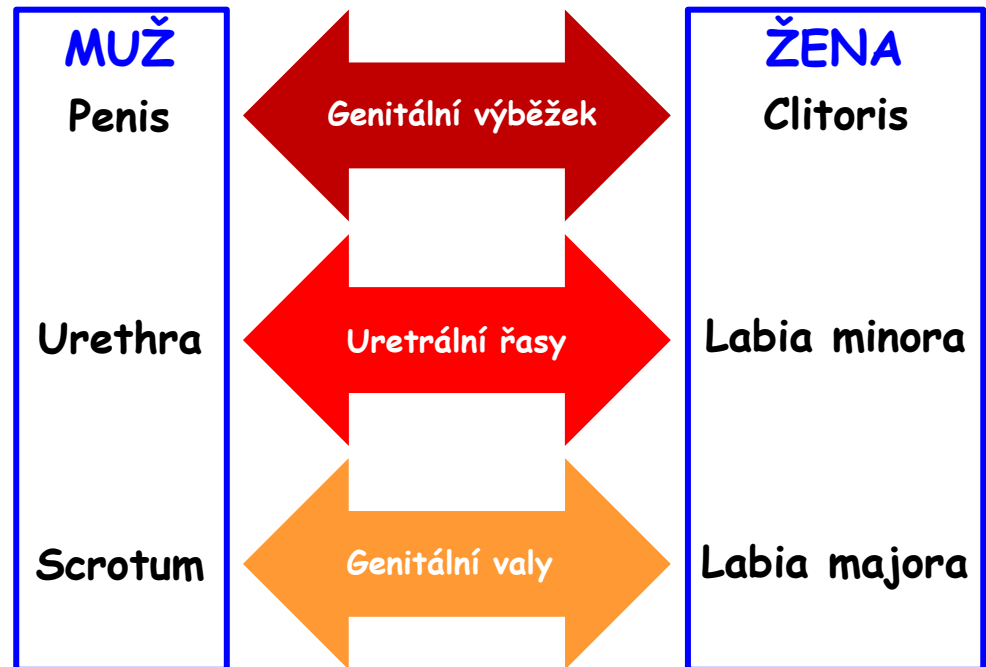 MUŽ
ŽENA
Penis
Genitální výběžek
Clitoris
Urethra
Uretrální řasy
Labia minora
Scrotum
Genitální valy
Labia majora